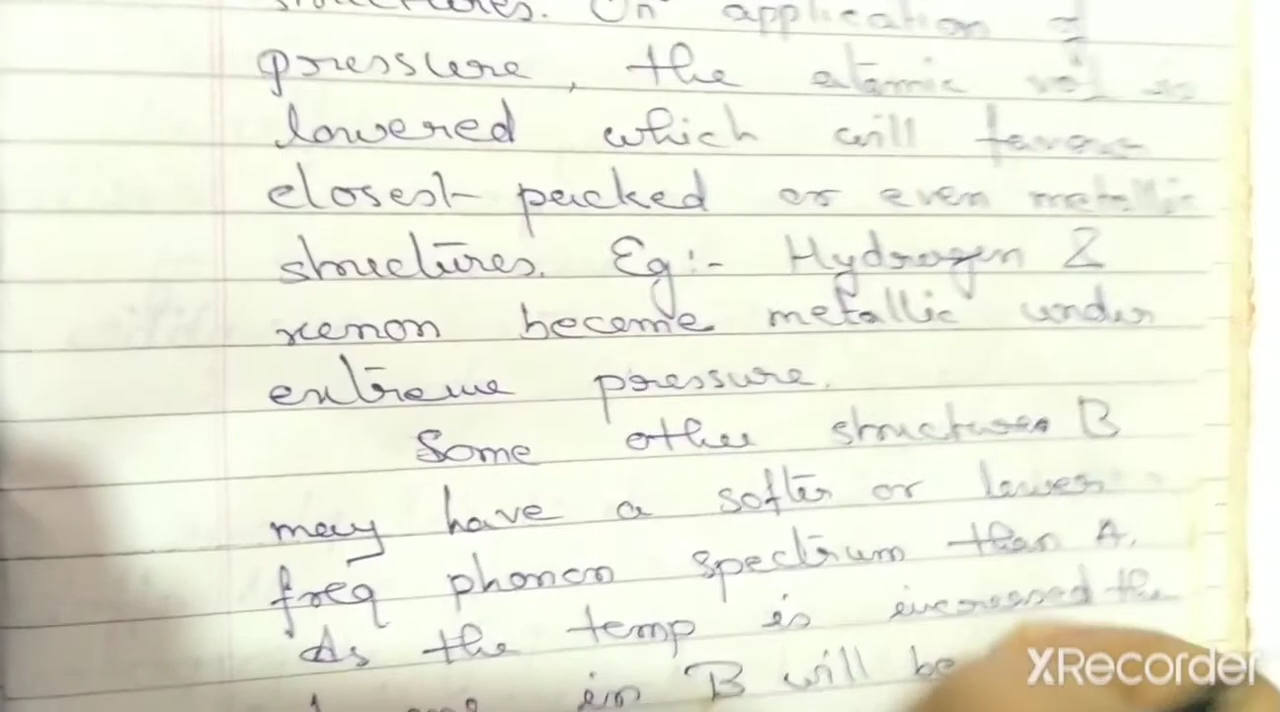 structures. On application of
pressure, the atomic vol is
lowered which will favour
closest packed or even metallic
structures. Eg:- Hydrogen &
xenon become metallic under
extreme pressure.
Some other structures B
may have a softer or lower
freq phonon spectrum than A.
As the temp is increased the
in B will be
XRecorder